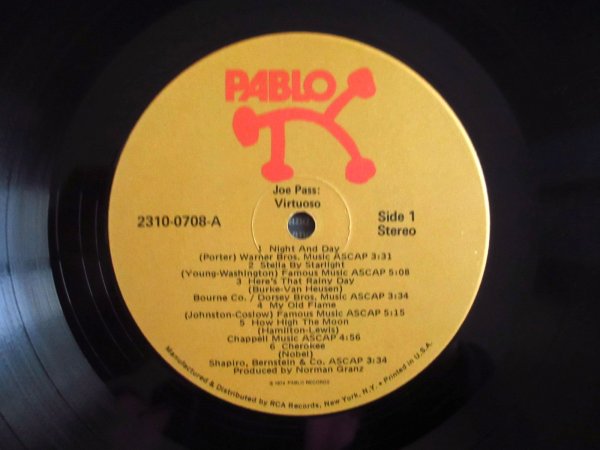 PABLO
Joe Pass:
Virtuoso
2310-0708-A
Side 1
Stereo
1 Night And Day
(Porter) Warner Bros. Music ASCAP 3:31
2 Stella By Starlight
(Young-Washington) Famous Music ASCAP 5:08
3 Here's That Rainy Day
(Burke-Van Heusen)
Bourne Co. / Dorsey Bros. Music ASCAP 3:34
4 My Old Flame
(Johnston-Coslow) Famous Music ASCAP 5:15
5 How High The Moon
(Hamilton-Lewis)
Chappell Music ASCAP 4:56
6 Cherokee
(Nobel)
Shapiro, Bernstein & Co. ASCAP 3:34
Produced by Norman Granz
℗ 1974 PABLO RECORDS
Manufactured & Distributed by RCA Records, New York, N.Y. • Printed in U.S.A.